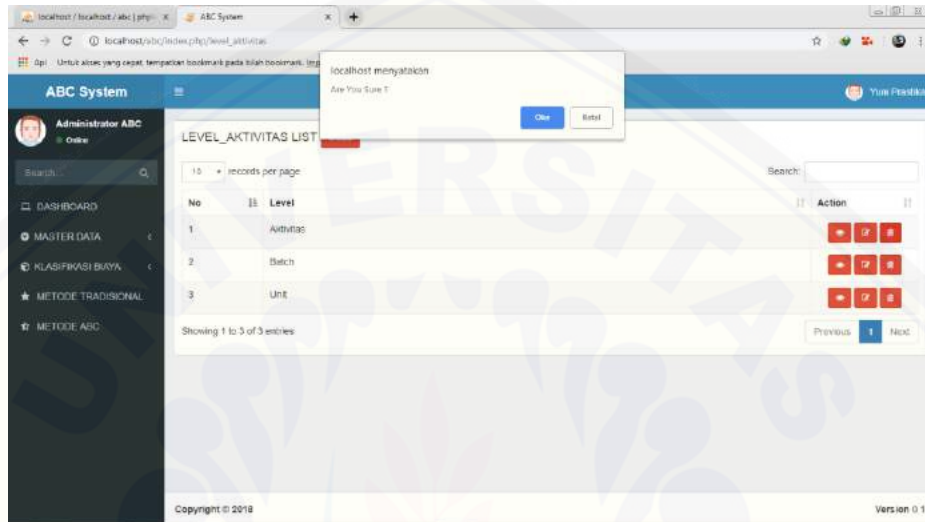 localhost / localhost / abc | php
ABC System
localhost/abc/index.php/level_aktivitas
Apl
Untuk akses yang cepat, tempatkan bookmark pada bilah bookmark.
localhost menyatakan
Are You Sure ?
Oke
Batal
ABC System
Yuni Prastika
Administrator ABC
Online
Search...
DASHBOARD
MASTER DATA
KLASIFIKASI BIAYA
METODE TRADISIONAL
METODE ABC
LEVEL_AKTIVITAS LIST
10 records per page
Search:
No Level Action
1 Aktivitas
2 Batch
3 Unit
Showing 1 to 3 of 3 entries
Previous 1 Next
Copyright © 2018
Version 0.1
UNIVERSITAS